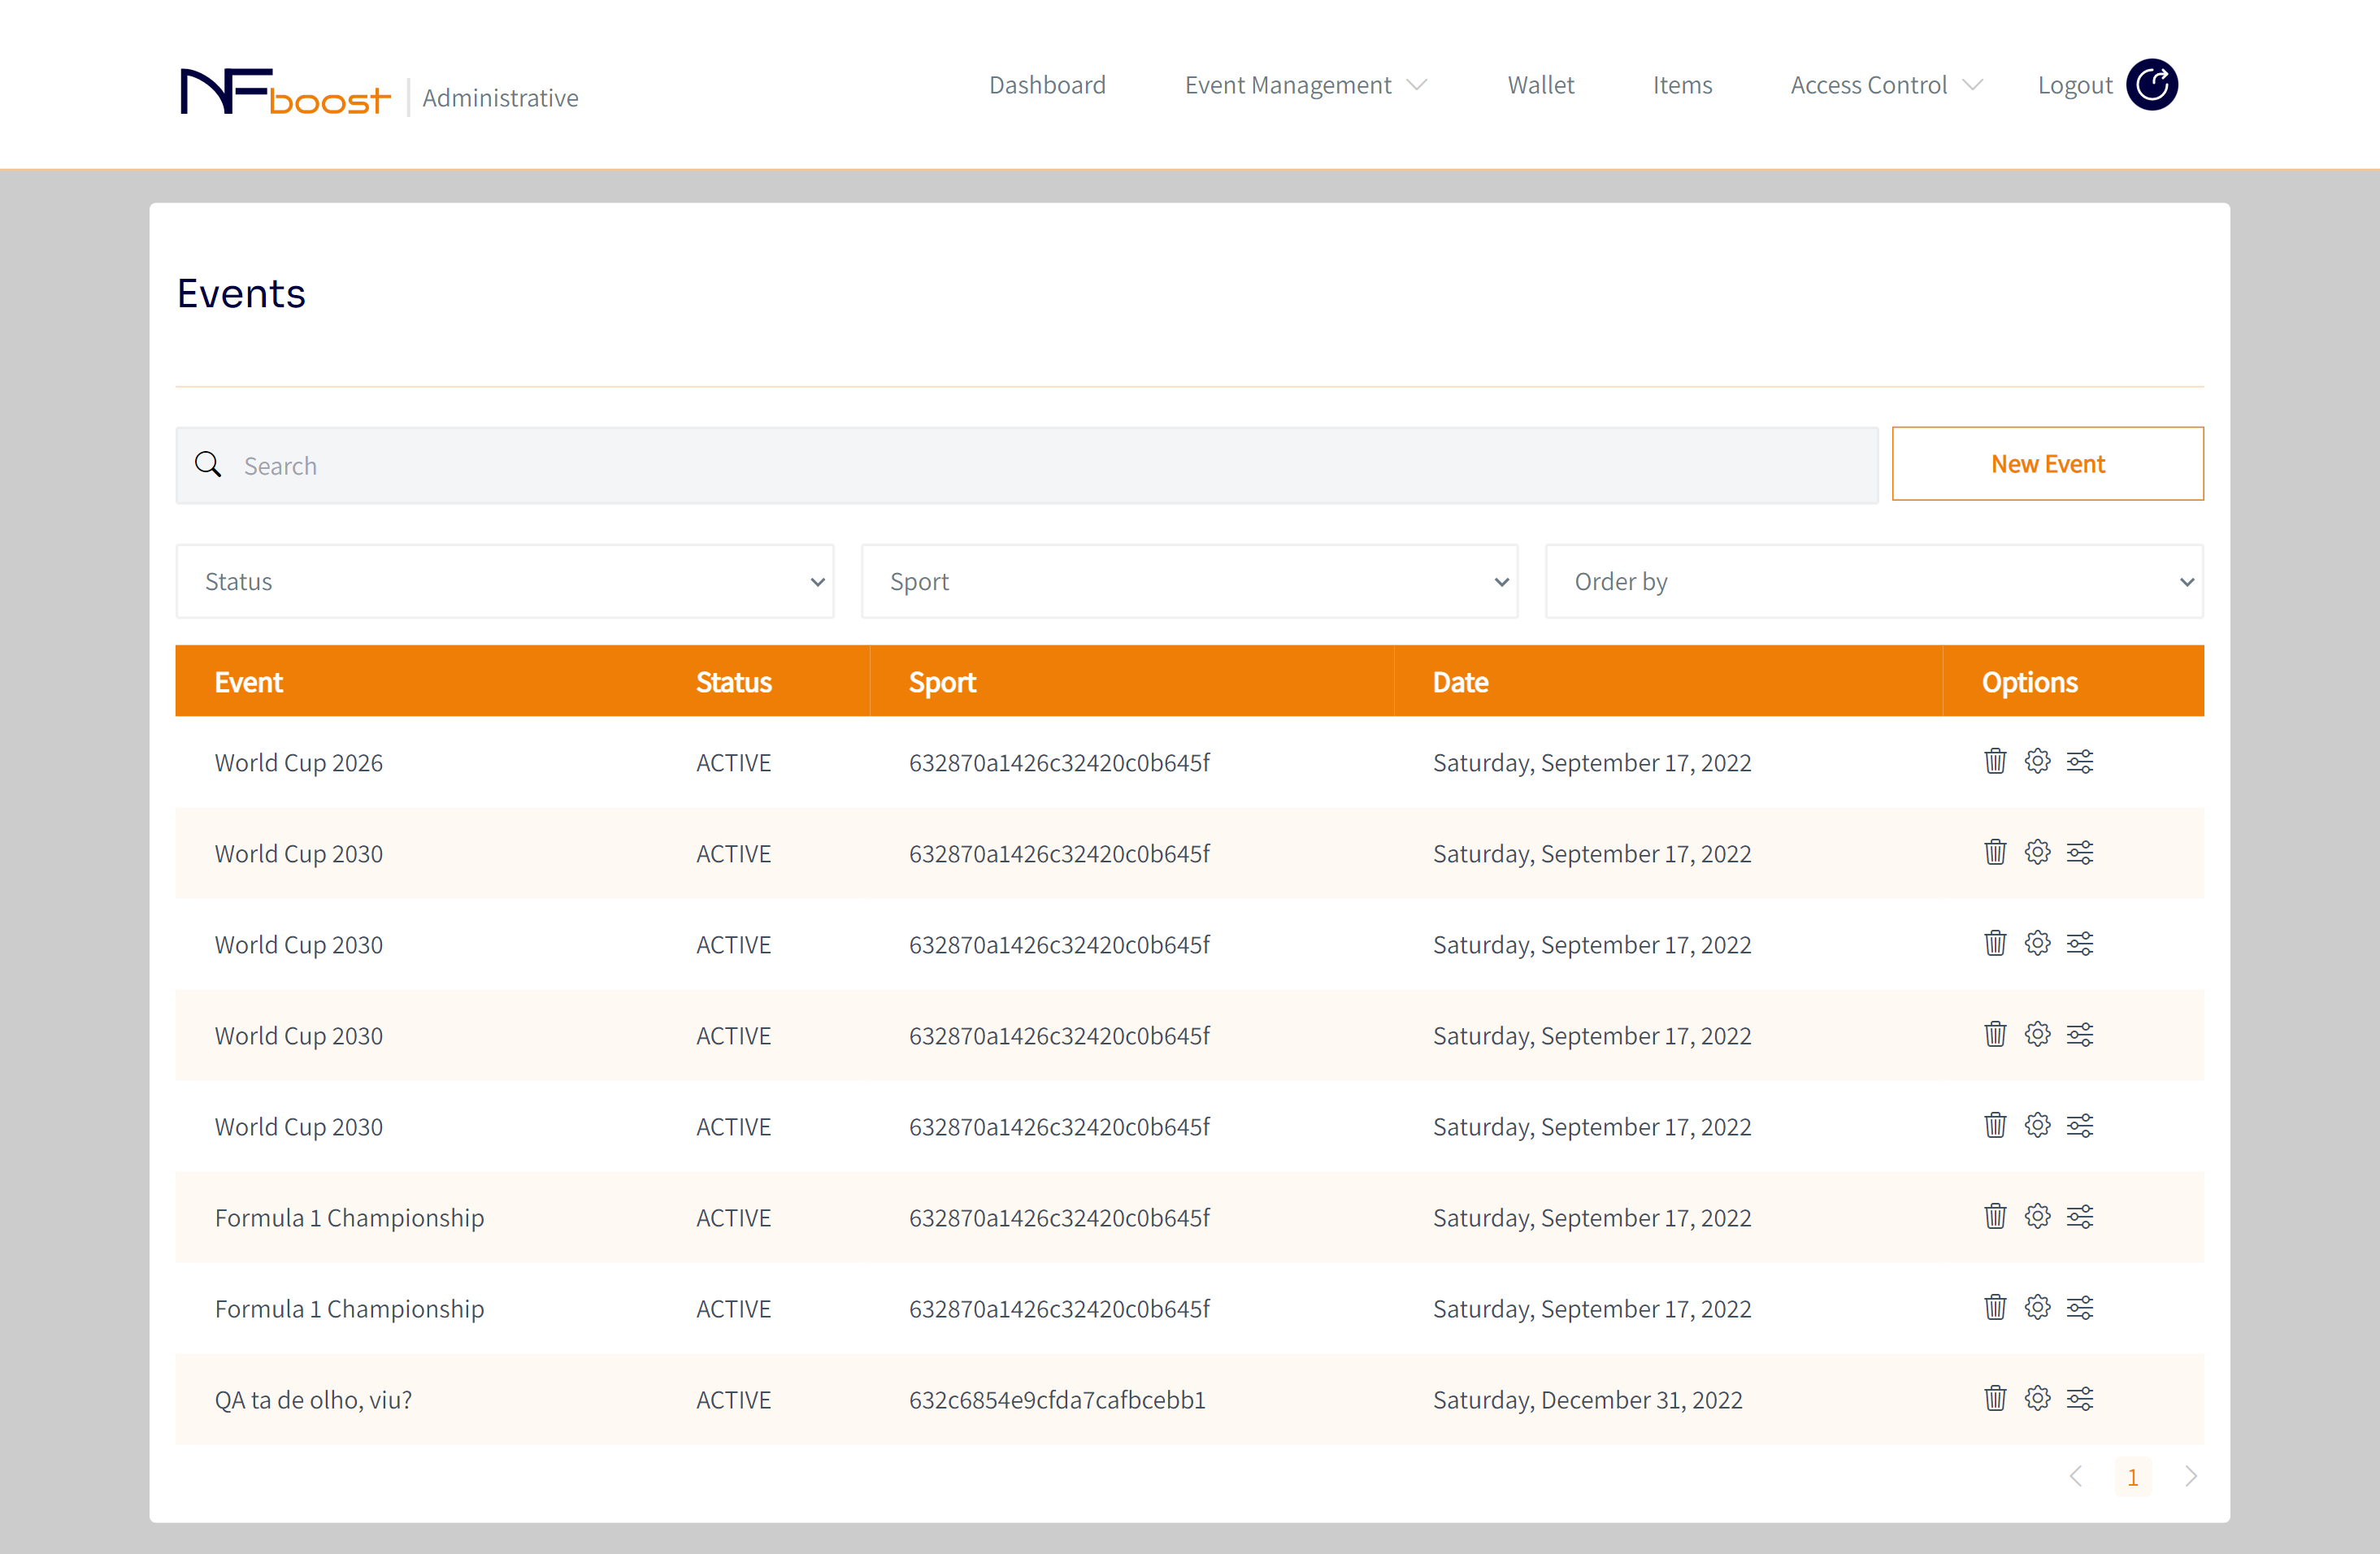 NFboost | Administrative Dashboard Event Management Wallet Items Access Control Logout
Events
Search New Event
Status Sport Order by
Event Status Sport Date Options
World Cup 2026 ACTIVE 632870a1426c32420c0b645f Saturday, September 17, 2022
World Cup 2030 ACTIVE 632870a1426c32420c0b645f Saturday, September 17, 2022
World Cup 2030 ACTIVE 632870a1426c32420c0b645f Saturday, September 17, 2022
World Cup 2030 ACTIVE 632870a1426c32420c0b645f Saturday, September 17, 2022
World Cup 2030 ACTIVE 632870a1426c32420c0b645f Saturday, September 17, 2022
Formula 1 Championship ACTIVE 632870a1426c32420c0b645f Saturday, September 17, 2022
Formula 1 Championship ACTIVE 632870a1426c32420c0b645f Saturday, September 17, 2022
QA ta de olho, viu? ACTIVE 632c6854e9cfda7cafbcebb1 Saturday, December 31, 2022
1